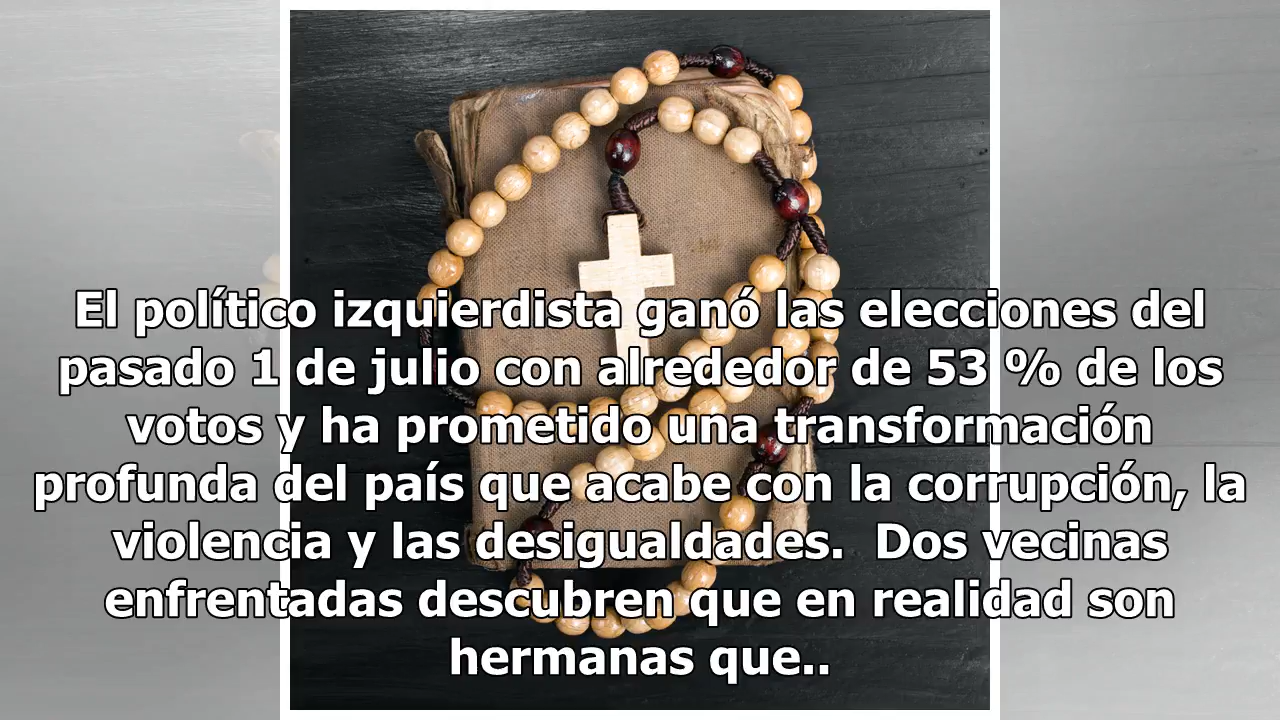 El político izquierdista ganó las elecciones del
pasado 1 de julio con alrededor de 53 % de los
votos y ha prometido una transformación
profunda del país que acabe con la corrupción, la
violencia y las desigualdades.  Dos vecinas
enfrentadas descubren que en realidad son
hermanas que..